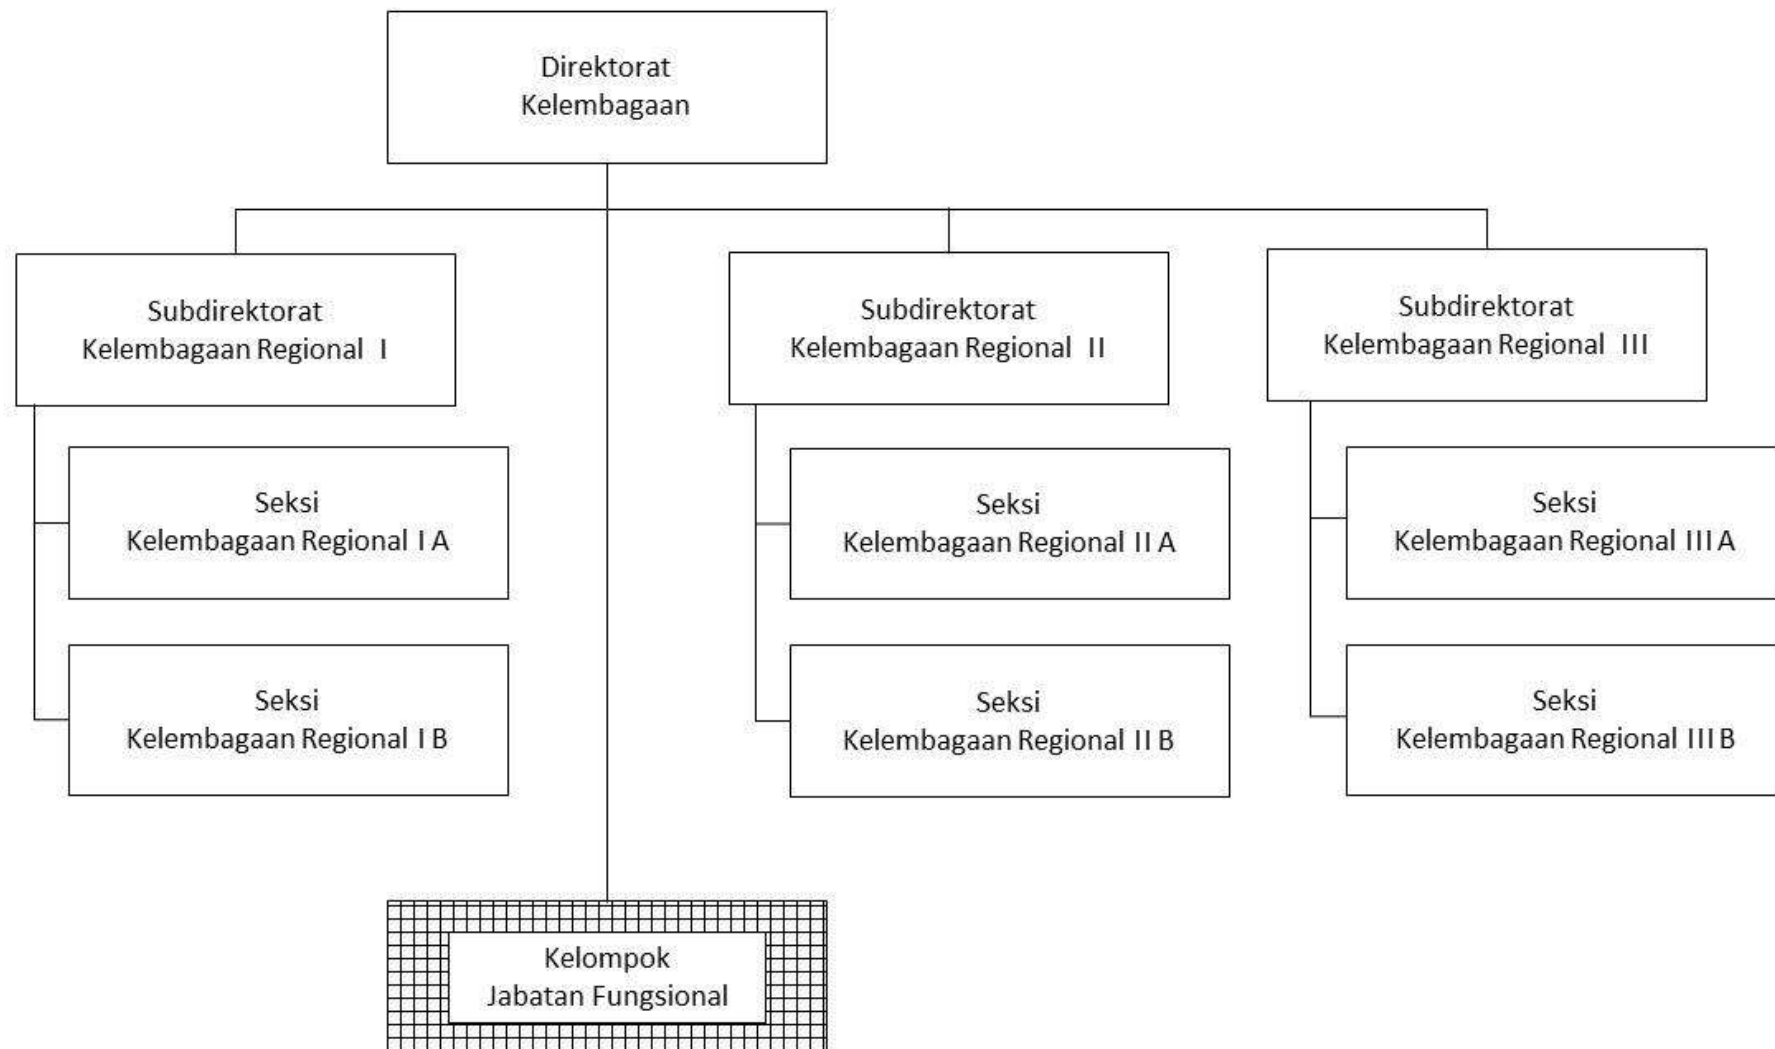 Direktorat
Kelembagaan
Subdirektorat
Kelembagaan Regional I
Subdirektorat
Kelembagaan Regional II
Subdirektorat
Kelembagaan Regional III
Seksi
Kelembagaan Regional I A
Seksi
Kelembagaan Regional II A
Seksi
Kelembagaan Regional III A
Seksi
Kelembagaan Regional I B
Seksi
Kelembagaan Regional II B
Seksi
Kelembagaan Regional III B
Kelompok
Jabatan Fungsional